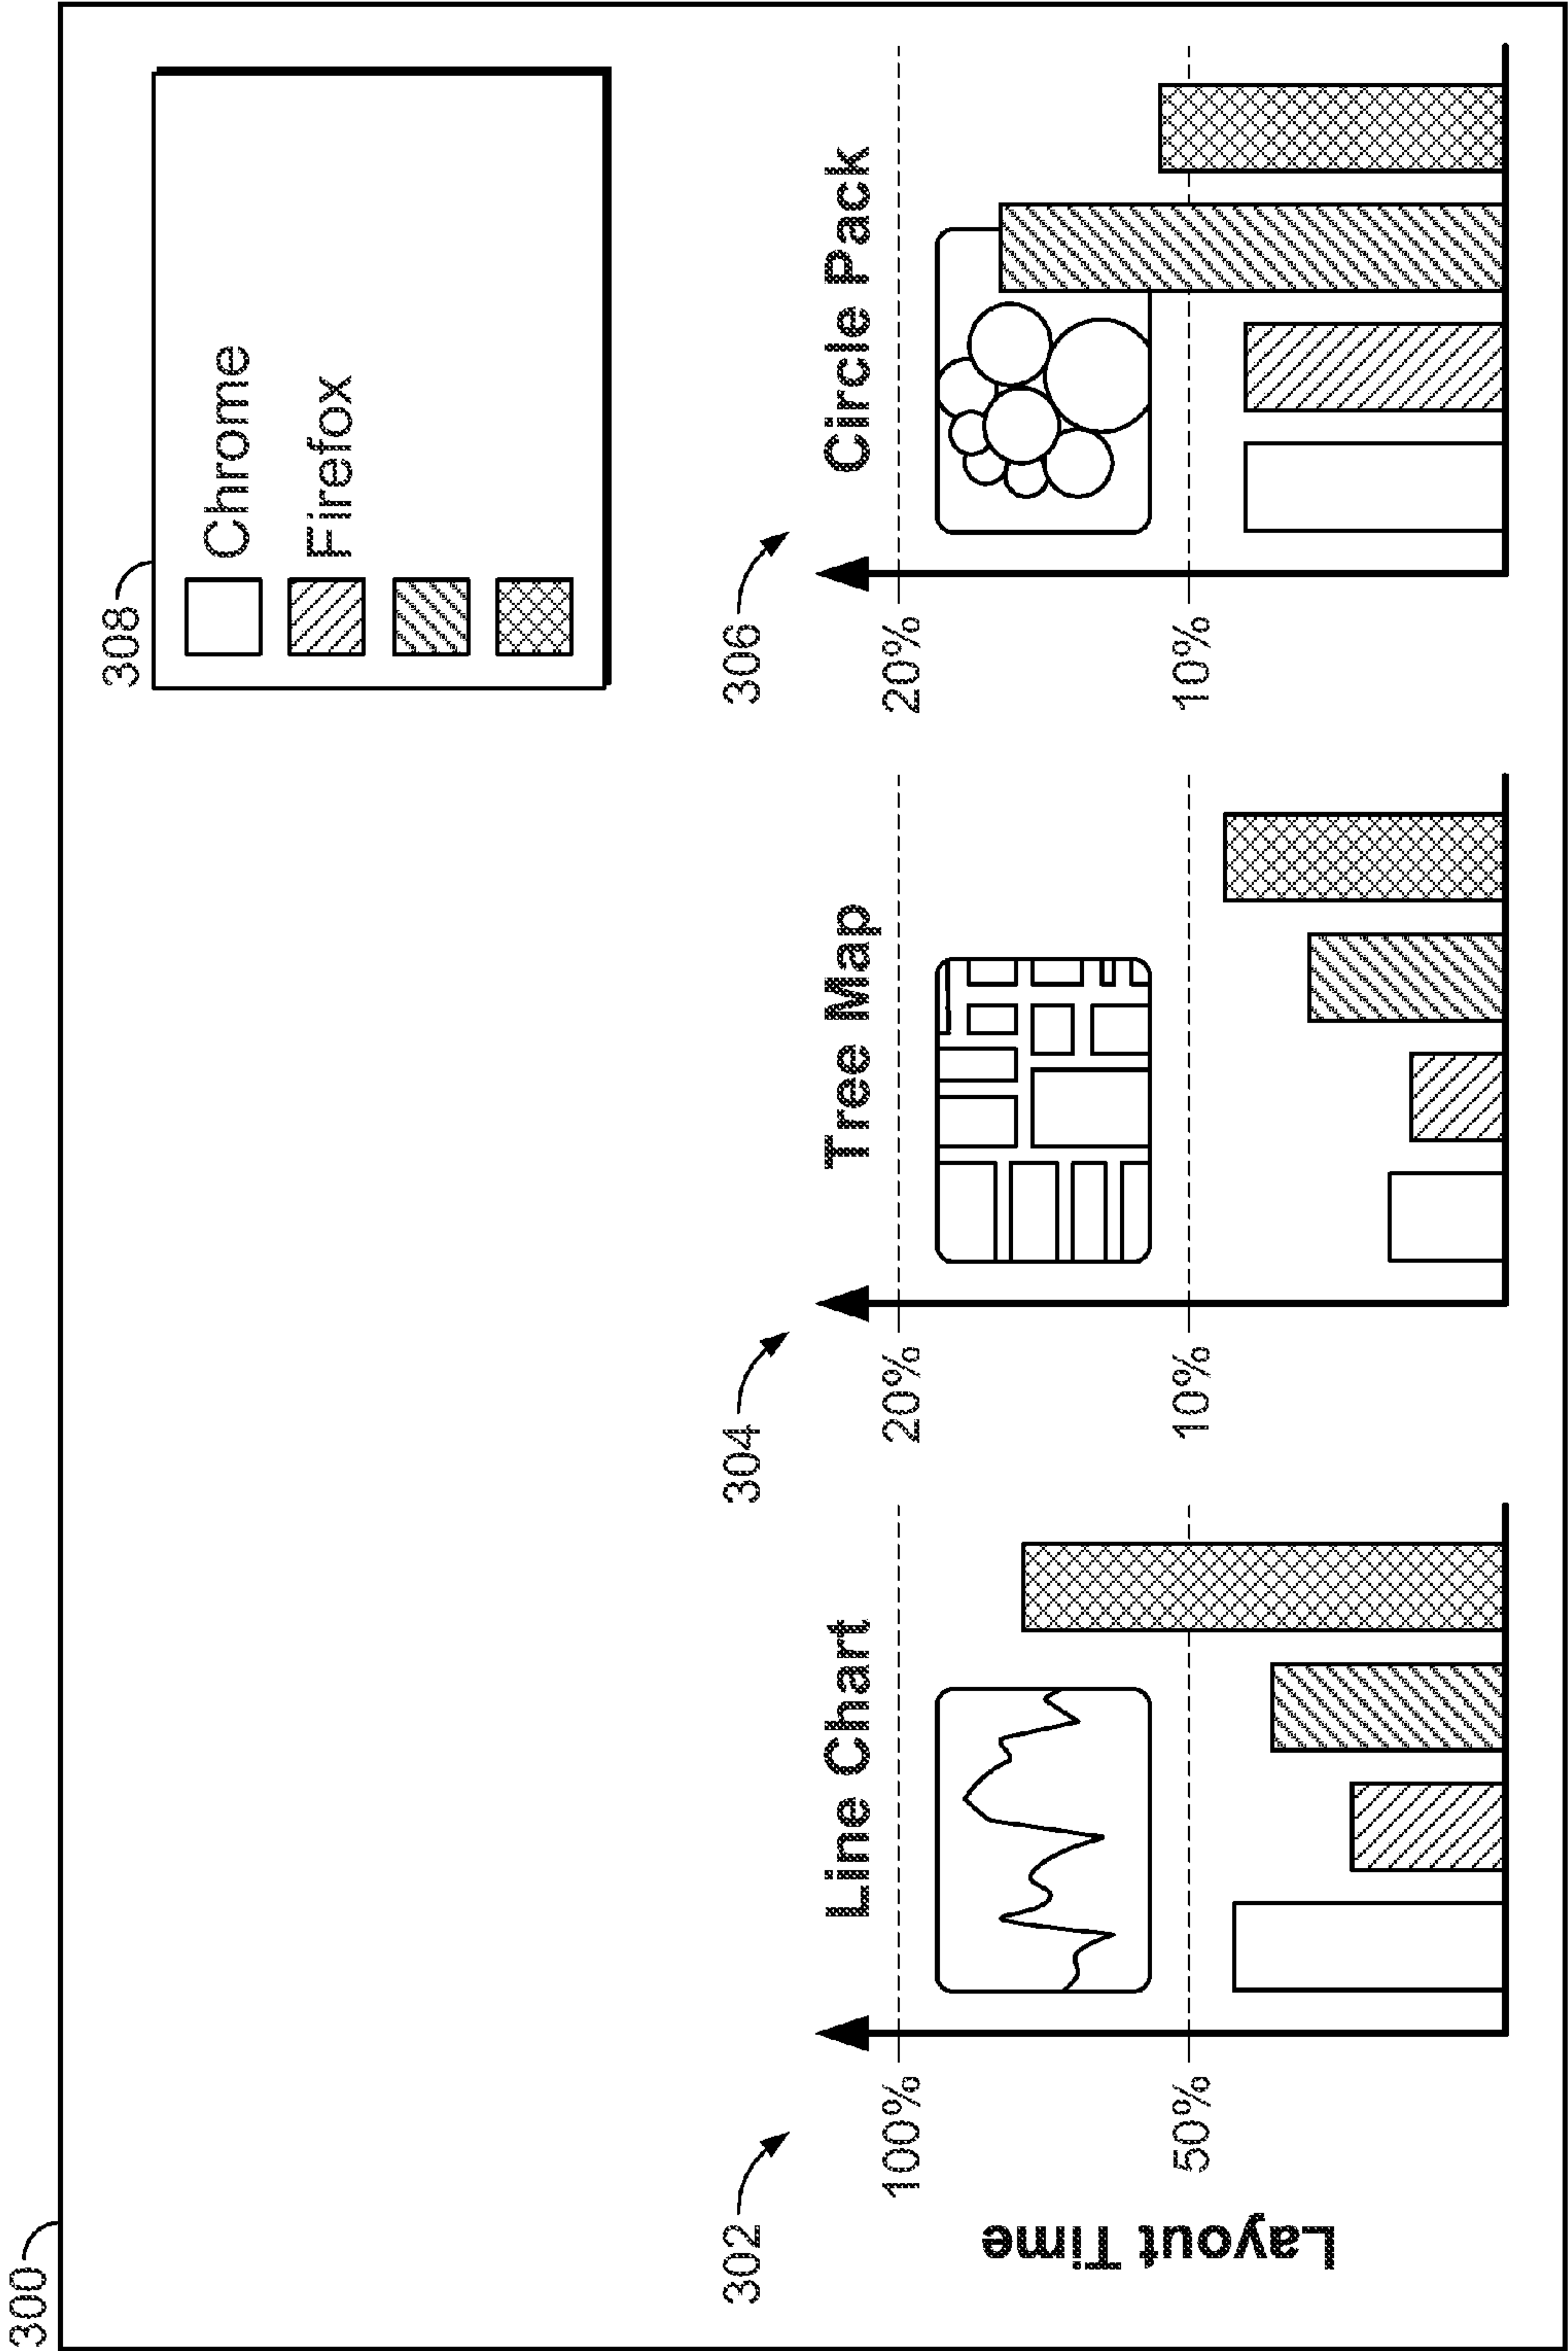 300
308
Chrome
Firefox
302
304
306
Line Chart
Tree Map
Circle Pack
Layout Time
100%
50%
20%
10%
20%
10%